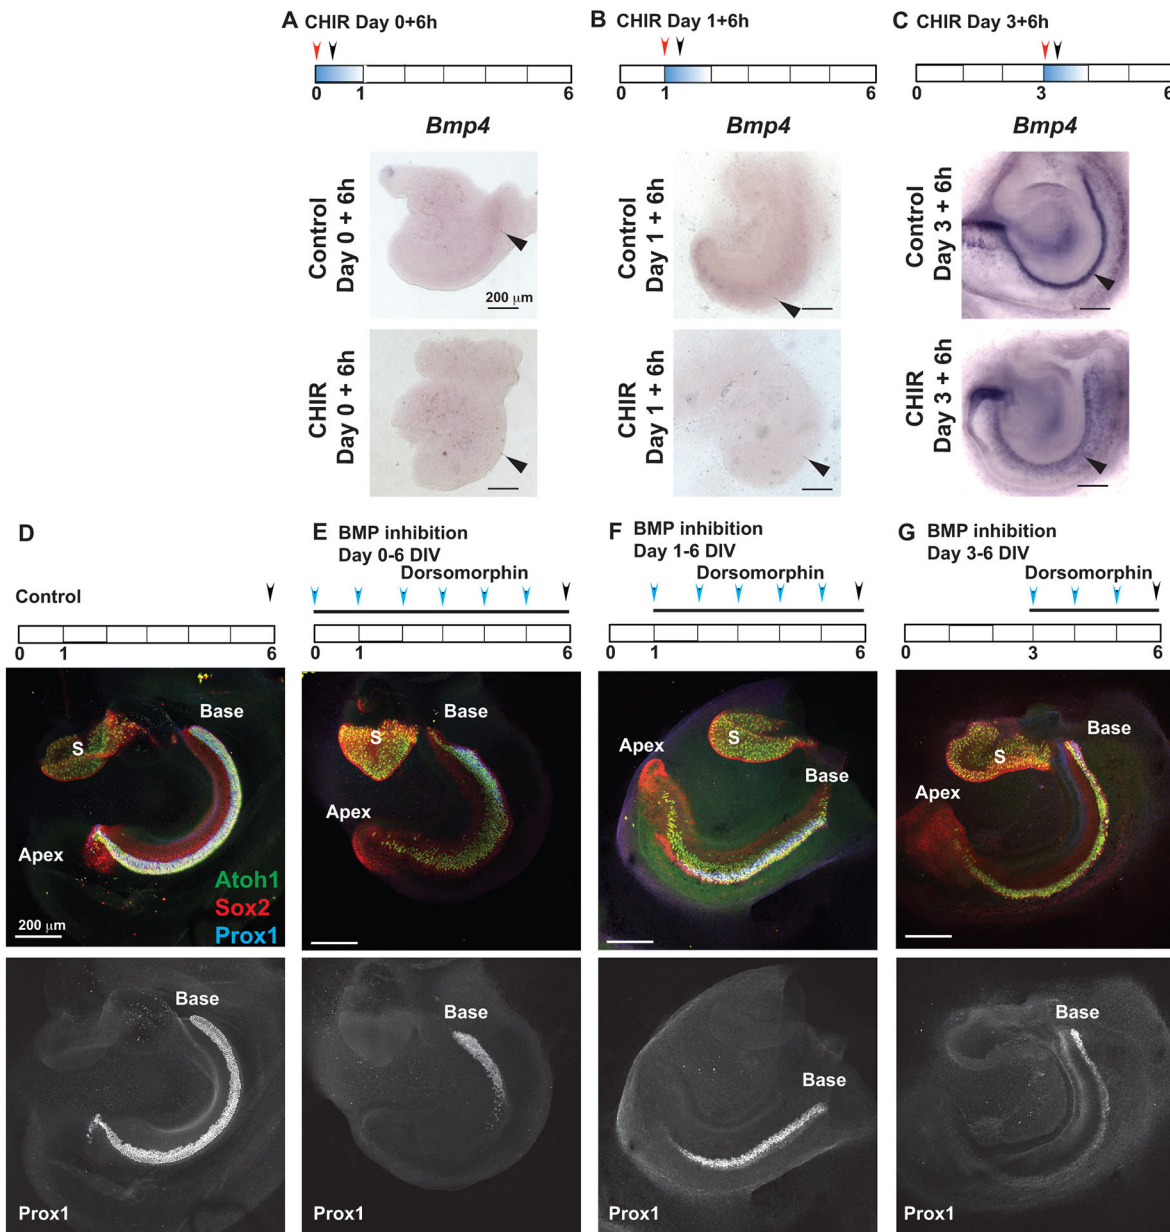 A CHIR Day 0+6h
B CHIR Day 1+6h
C CHIR Day 3+6h
0 1 6
0 1 6
0 3 6
Bmp4
Bmp4
Bmp4
Control
Day 0 + 6h
200 μm
Control
Day 1 + 6h
Control
Day 3 + 6h
CHIR
Day 0 + 6h
CHIR
Day 1 + 6h
CHIR
Day 3 + 6h
D
Control
0 1 6
E BMP inhibition
Day 0-6 DIV
Dorsomorphin
0 1 6
F BMP inhibition
Day 1-6 DIV
Dorsomorphin
0 1 6
G BMP inhibition
Day 3-6 DIV
Dorsomorphin
0 3 6
Base
S
Apex
Atoh1
Sox2
Prox1
200 μm
Base
S
Apex
Apex
S
Base
Base
S
Apex
Base
Prox1
Base
Prox1
Base
Prox1
Base
Prox1